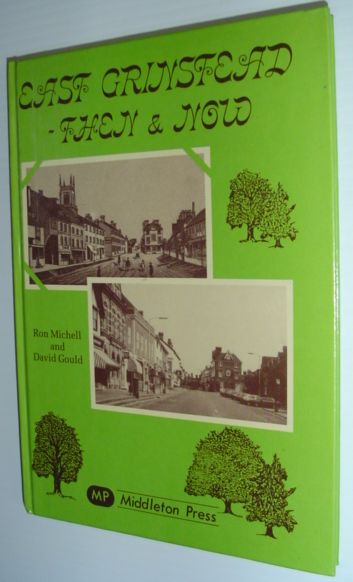 EAST GRINSTEAD
- THEN & NOW
Ron Michell
and
David Gould
MP Middleton Press